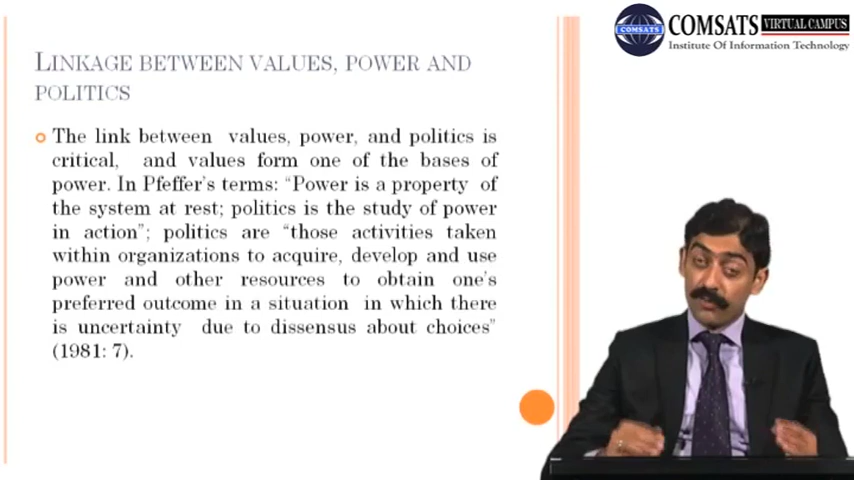 COMSATS VIRTUAL CAMPUS
Institute Of Information Technology
COMSATS
LINKAGE BETWEEN VALUES, POWER AND
POLITICS
The link between values, power, and politics is
critical, and values form one of the bases of
power. In Pfeffer's terms: “Power is a property of
the system at rest; politics is the study of power
in action”; politics are “those activities taken
within organizations to acquire, develop and use
power and other resources to obtain one's
preferred outcome in a situation in which there
is uncertainty due to dissensus about choices”
(1981: 7).